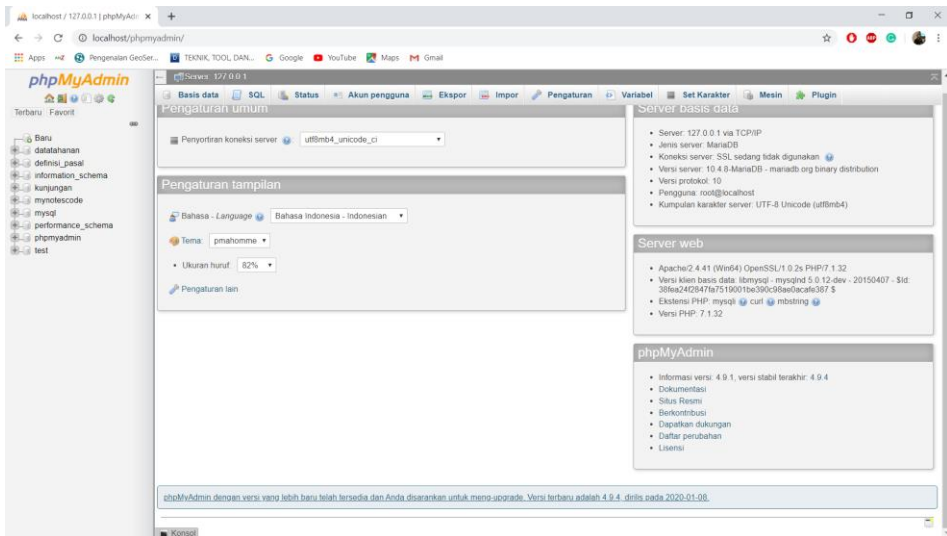 localhost / 127.0.0.1 | phpMyAdr
localhost/phpmyadmin/
Apps
Pengenalan GeoSer...
TEKNIK, TOOL, DAN...
Google
YouTube
Maps
Gmail
phpMyAdmin
Terbaru Favorit
Baru
datatahanan
definisi_pasal
information_schema
kunjungan
mynotescode
mysql
performance_schema
phpmyadmin
test
Server: 127.0.0.1
Basis data SQL Status Akun pengguna Ekspor Impor Pengaturan Variabel Set Karakter Mesin Plugin
Pengaturan umum
Penyortiran koneksi server utf8mb4_unicode_ci
Pengaturan tampilan
Bahasa - Language Bahasa Indonesia - Indonesian
Tema: pmahomme
Ukuran huruf: 82%
Pengaturan lain
Server basis data
Server: 127.0.0.1 via TCP/IP
Jenis server: MariaDB
Koneksi server: SSL sedang tidak digunakan
Versi server: 10.4.8-MariaDB - mariadb.org binary distribution
Versi protokol: 10
Pengguna: root@localhost
Kumpulan karakter server: UTF-8 Unicode (utf8mb4)
Server web
Apache/2.4.41 (Win64) OpenSSL/1.0.2s PHP/7.1.32
Versi klien basis data: libmysql - mysqlnd 5.0.12-dev - 20150407 - $Id:
38fea24f2847fa7519001be390c98ae0acafe387 $
Ekstensi PHP: mysqli curl mbstring
Versi PHP: 7.1.32
phpMyAdmin
Informasi versi: 4.9.1, versi stabil terakhir: 4.9.4
Dokumentasi
Situs Resmi
Berkontribusi
Dapatkan dukungan
Daftar perubahan
Lisensi
phpMyAdmin dengan versi yang lebih baru telah tersedia dan Anda disarankan untuk meng-upgrade. Versi terbaru adalah 4.9.4, dirilis pada 2020-01-08.
Konsol